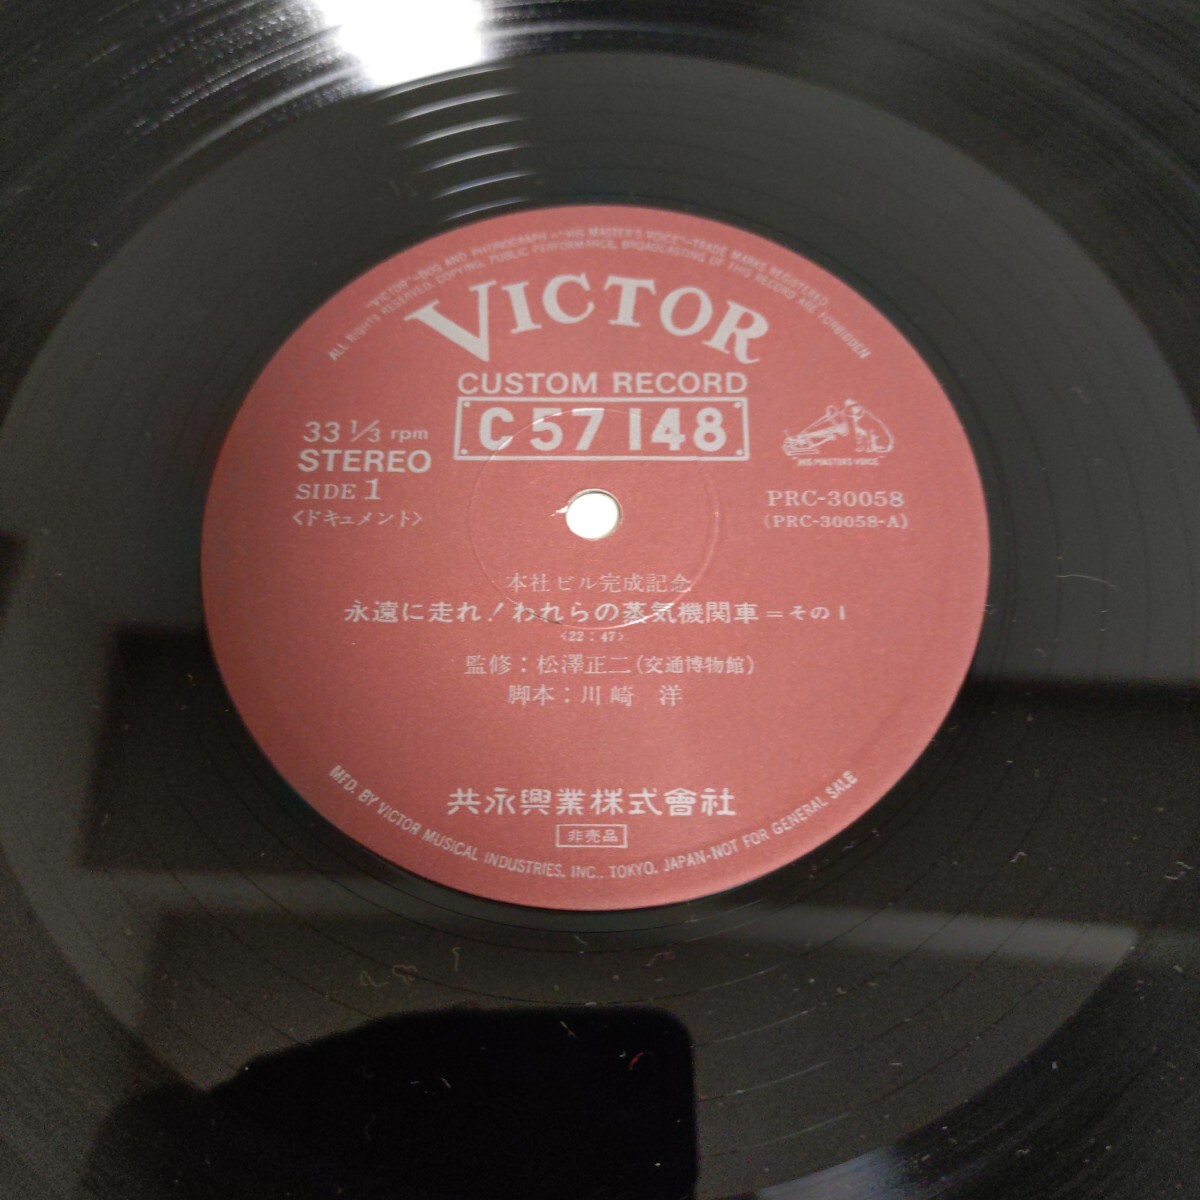 "VICTOR"-DOG AND PHONOGRAPH-"HIS MASTER'S VOICE"-TRADE MARKS REGISTERED
ALL RIGHTS RESERVED. COPYING, PUBLIC PERFORMANCE, BROADCASTING OF THIS RECORD ARE FORBIDDEN
VICTOR
CUSTOM RECORD
C57148
33 1/3 rpm
STEREO
SIDE 1
〈ドキュメント〉
"HIS MASTER'S VOICE"
PRC-30058
(PRC-30058-A)
本社ビル完成記念
永遠に走れ!われらの蒸気機関車=その1
<22:47>
監修:松澤正二(交通博物館)
脚本:川崎 洋
共永興業株式會社
非売品
MFD. BY VICTOR MUSICAL INDUSTRIES, INC., TOKYO, JAPAN-NOT FOR GENERAL SALE